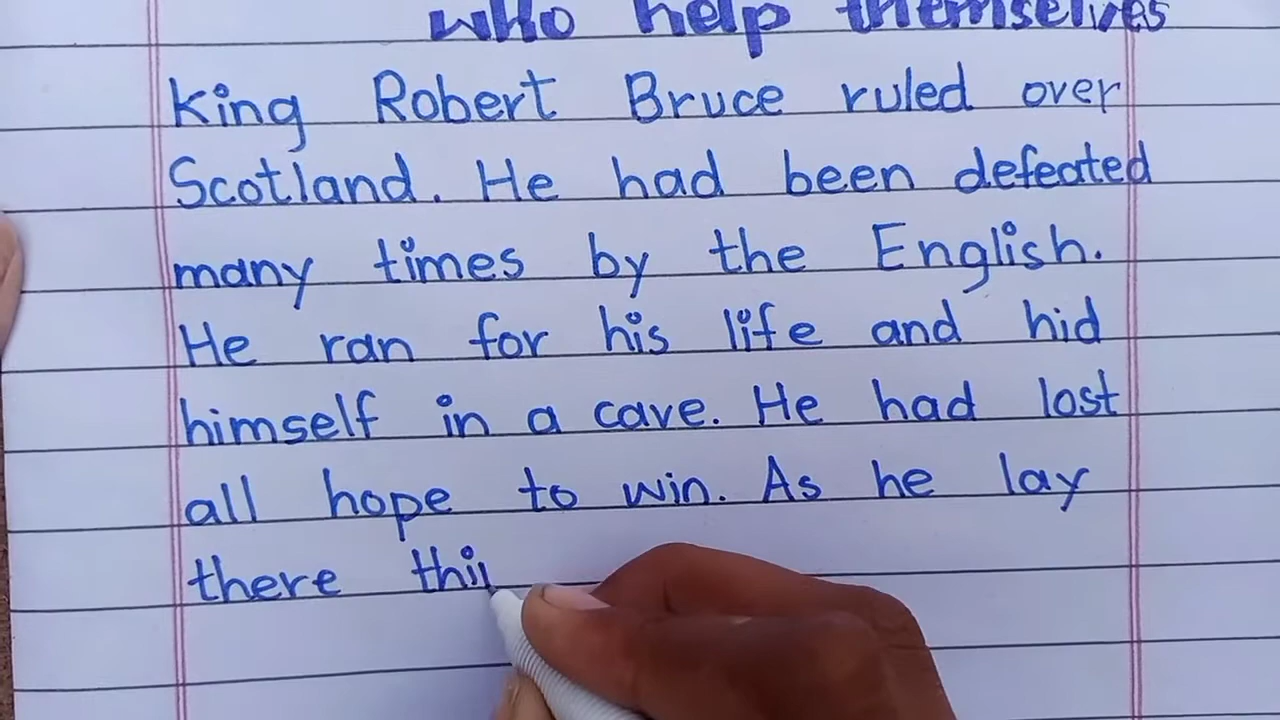 who help themselves
King Robert Bruce ruled over
Scotland. He had been defeated
many times by the English.
He ran for his life and hid
himself in a cave. He had lost
all hope to win. As he lay
there thi